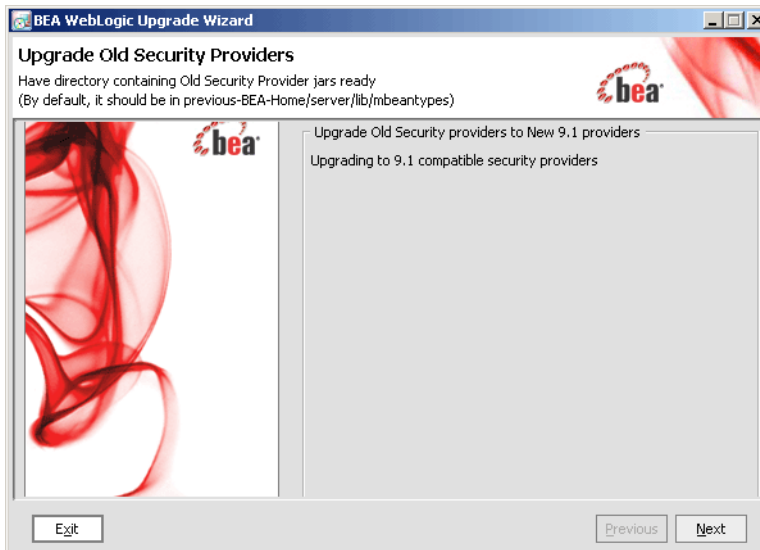 BEA WebLogic Upgrade Wizard
Upgrade Old Security Providers
Have directory containing Old Security Provider jars ready
(By default, it should be in previous-BEA-Home/server/lib/mbeantypes)
bea
bea
Upgrade Old Security providers to New 9.1 providers
Upgrading to 9.1 compatible security providers
Exit
Previous
Next